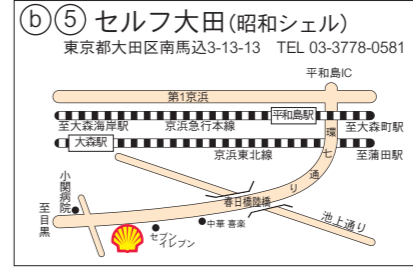 ⓑ⑤ セルフ大田(昭和シェル)
東京都大田区南馬込3-13-13 TEL 03-3778-0581
平和島IC
第1京浜
平和島駅
至大森海岸駅 京浜急行本線 至大森町駅
大森駅
京浜東北線 至蒲田駅
環七通り
小関病院
春日橋陸橋
至目黒
中華 喜楽
セブンイレブン
池上通り